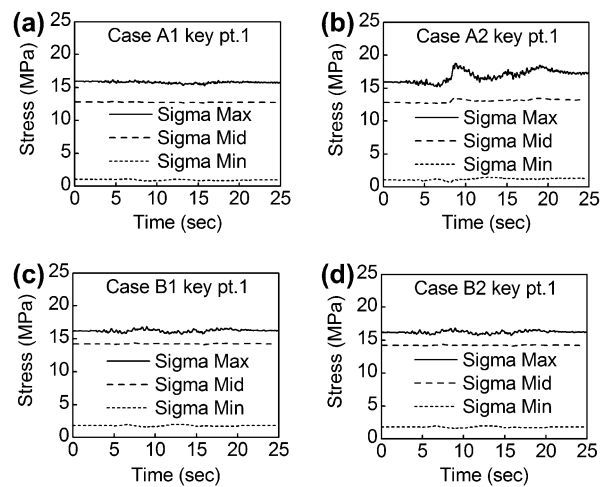 (a)
Case A1 key pt.1
Stress (MPa)
25
20
15
10
5
0
Sigma Max
Sigma Mid
Sigma Min
0 5 10 15 20 25
Time (sec)
(b)
Case A2 key pt.1
Stress (MPa)
25
20
15
10
5
0
Sigma Max
Sigma Mid
Sigma Min
0 5 10 15 20 25
Time (sec)
(c)
Case B1 key pt.1
Stress (MPa)
25
20
15
10
5
0
Sigma Max
Sigma Mid
Sigma Min
0 5 10 15 20 25
Time (sec)
(d)
Case B2 key pt.1
Stress (MPa)
25
20
15
10
5
0
Sigma Max
Sigma Mid
Sigma Min
0 5 10 15 20 25
Time (sec)